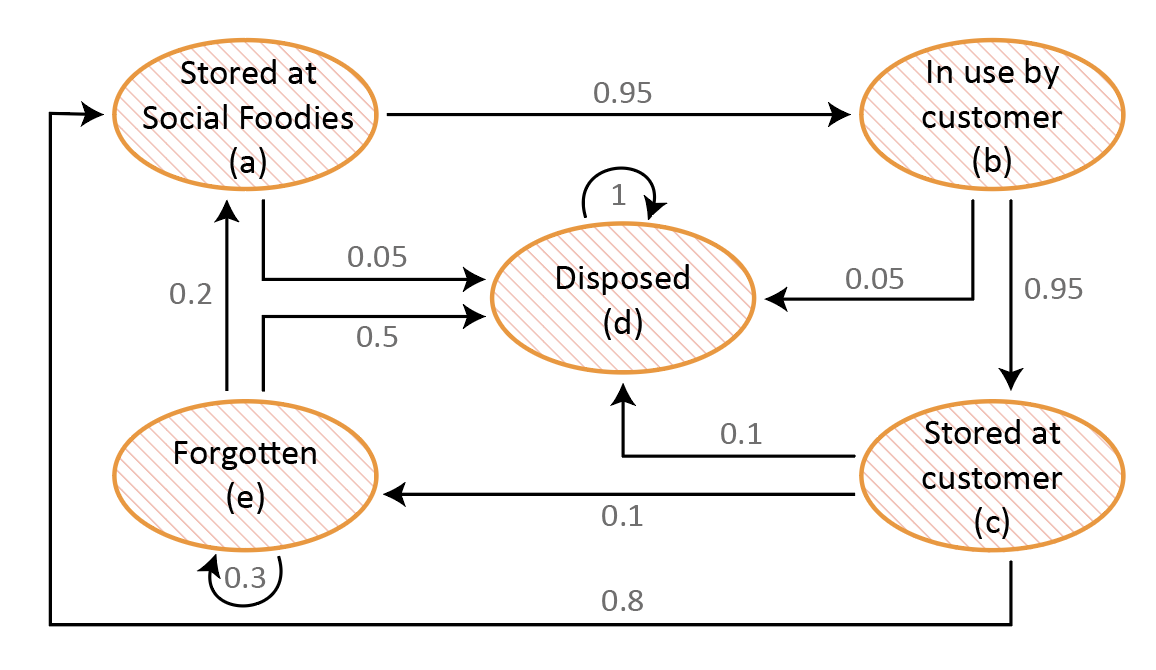 Stored at
Social Foodies
(a)
0.95
In use by
customer
(b)
1
0.05
Disposed
(d)
0.05
0.2
0.95
0.5
Forgotten
(e)
0.1
Stored at
customer
(c)
0.1
0.3
0.8